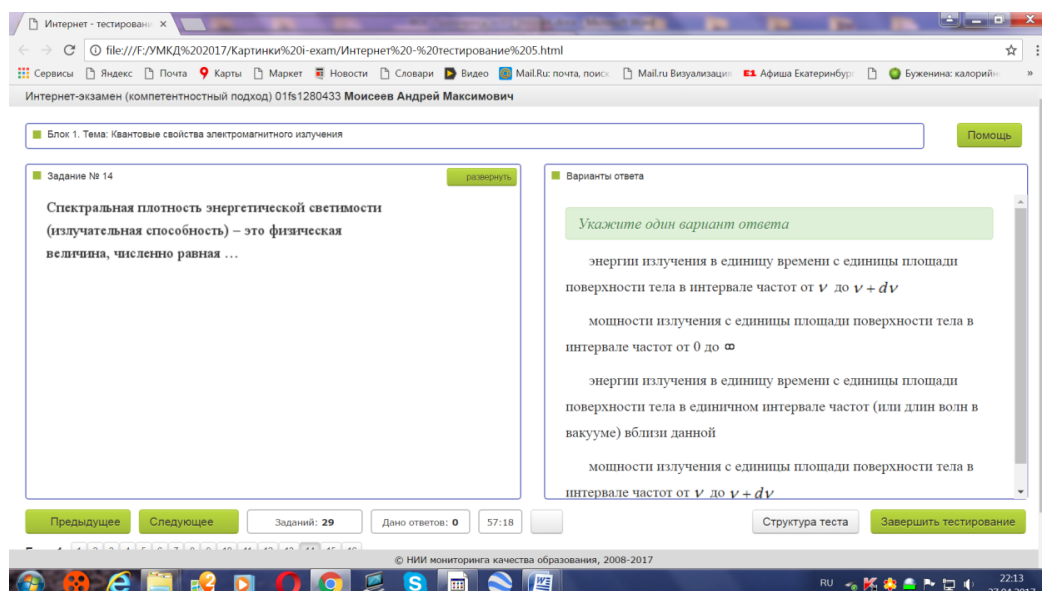 Интернет - тестировани
file:///F:/УМКД%202017/Картинки%20i-exam/Интернет%20-%20тестирование%205.html
Сервисы Яндекс Почта Карты Маркет Новости Словари Видео Mail.Ru: почта, поиск Mail.ru Визуализация E1 Афиша Екатеринбург Буженина: калорийн »
Интернет-экзамен (компетентностный подход) 01fs1280433 Моисеев Андрей Максимович
Блок 1. Тема: Квантовые свойства электромагнитного излучения
Помощь
Задание № 14
развернуть
Спектральная плотность энергетической светимости
(излучательная способность) – это физическая
величина, численно равная …
Варианты ответа
Укажите один вариант ответа
энергии излучения в единицу времени с единицы площади
поверхности тела в интервале частот от ν до ν + dν
мощности излучения с единицы площади поверхности тела в
интервале частот от 0 до ∞
энергии излучения в единицу времени с единицы площади
поверхности тела в единичном интервале частот (или длин волн в
вакууме) вблизи данной
мощности излучения с единицы площади поверхности тела в
интервале частот от ν до ν + dν
Предыдущее Следующее Заданий: 29 Дано ответов: 0 57:18 Структура теста Завершить тестирование
© НИИ мониторинга качества образования, 2008-2017
RU 22:13
27.04.2017